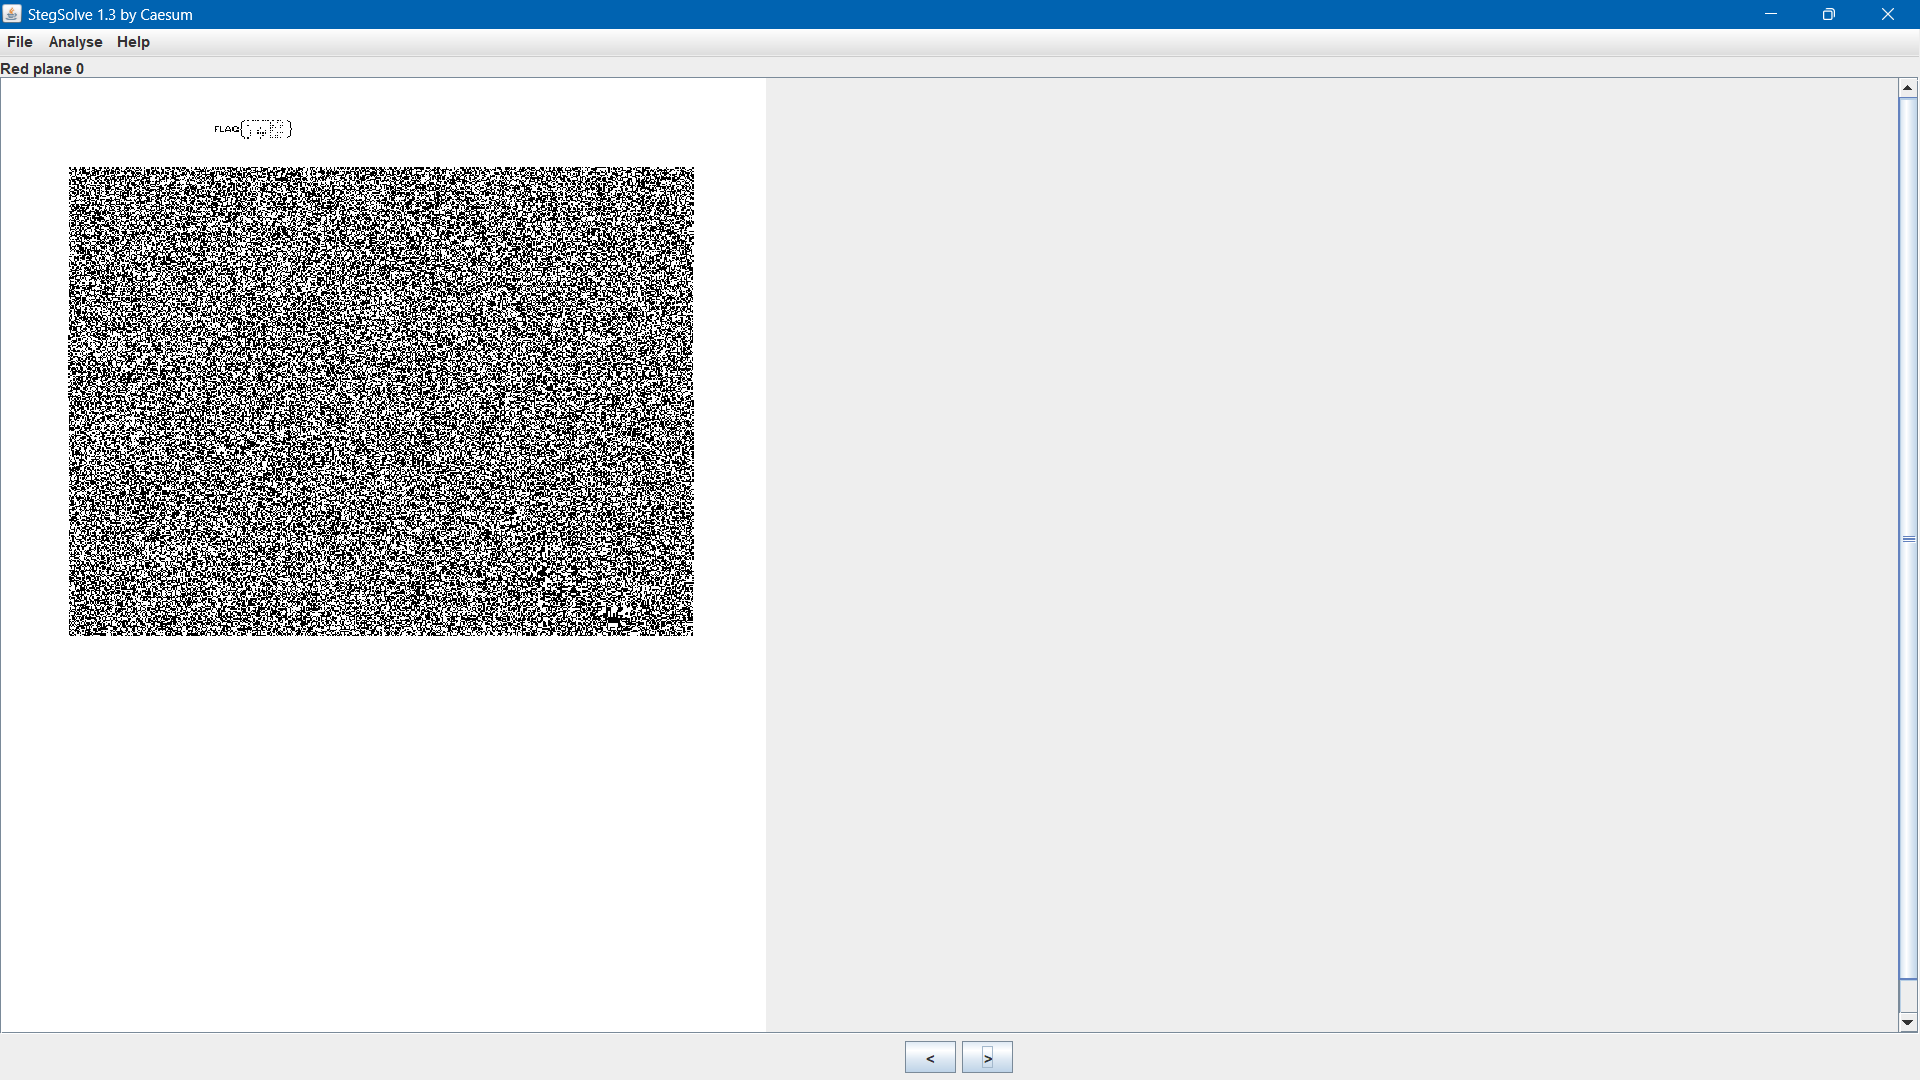 StegSolve 1.3 by Caesum
File Analyse Help
Red plane 0
FLAG{ }
< >